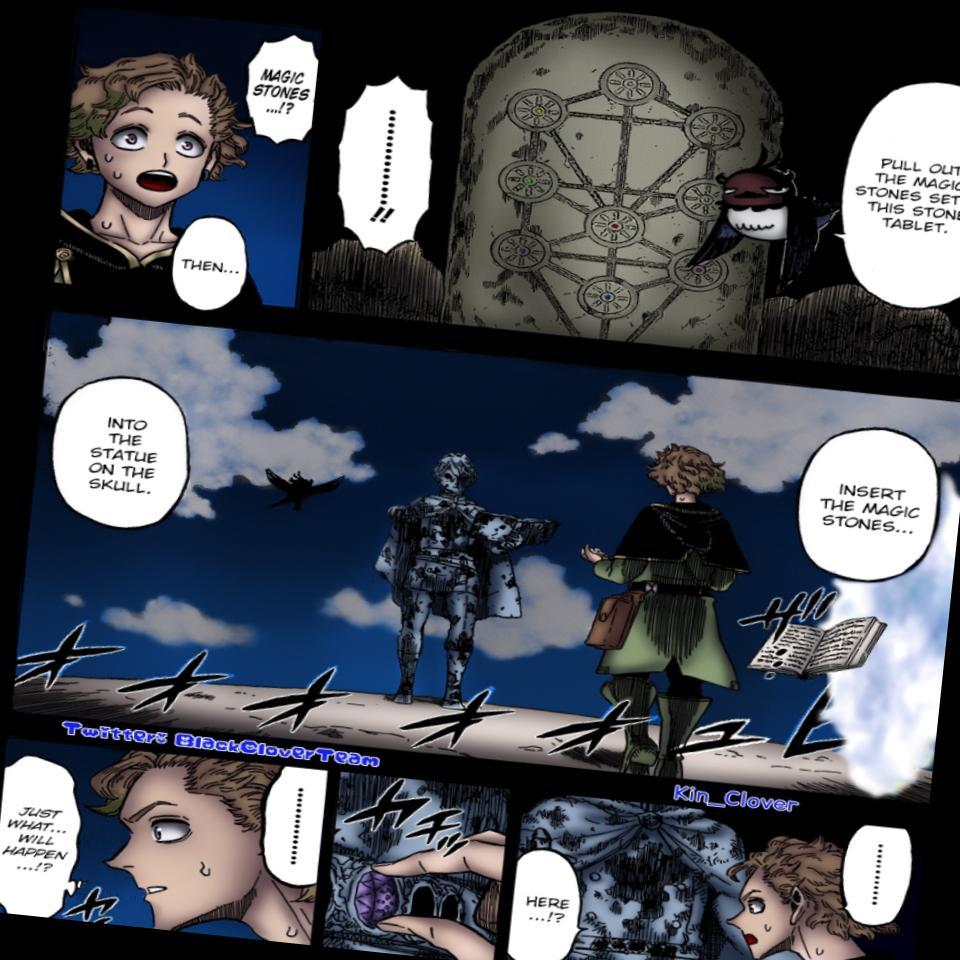 PULL OUT
THE MAGIC
STONES SET
THIS STONE
TABLET.
!!
MAGIC
STONES
...!?
THEN...
INSERT
THE MAGIC
STONES...
INTO
THE
STATUE
ON THE
SKULL.
Twitter: BlackCloverTeam
Kin_Clover
HERE
...!?
JUST
WHAT...
WILL
HAPPEN
...!?